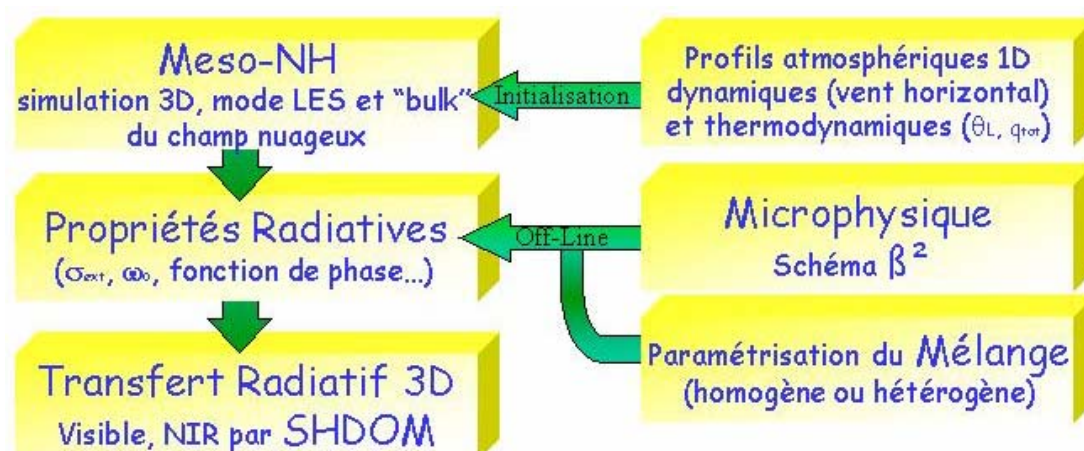 Meso-NH
simulation 3D, mode LES et “bulk”
du champ nuageux
Initialisation
Profils atmosphériques 1D
dynamiques (vent horizontal)
et thermodynamiques (θL, qtot)
Propriétés Radiatives
(σext, ω0, fonction de phase...)
Off-Line
Microphysique
Schéma β²
Transfert Radiatif 3D
Visible, NIR par SHDOM
Paramétrisation du Mélange
(homogène ou hétérogène)